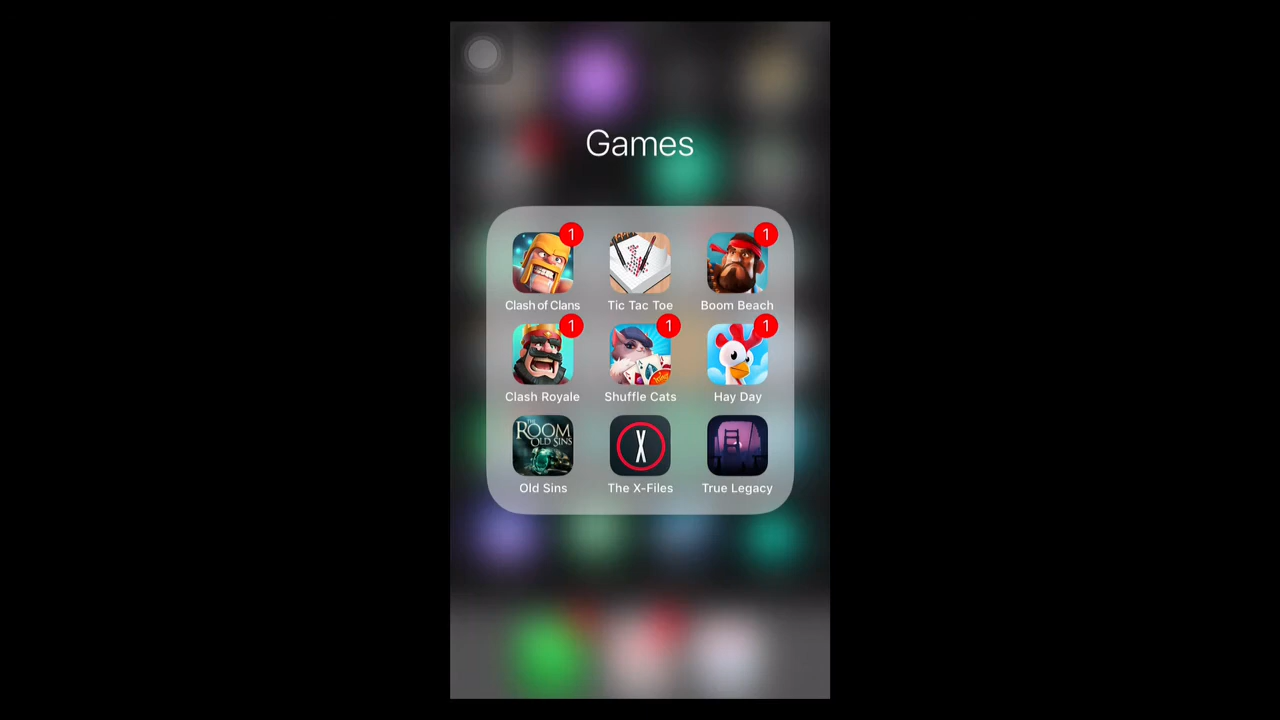 Games
1 1
Clash of Clans Tic Tac Toe Boom Beach
1 1 1
Clash Royale Shuffle Cats Hay Day
ROOM
OLD SINS
X
Old Sins The X-Files True Legacy